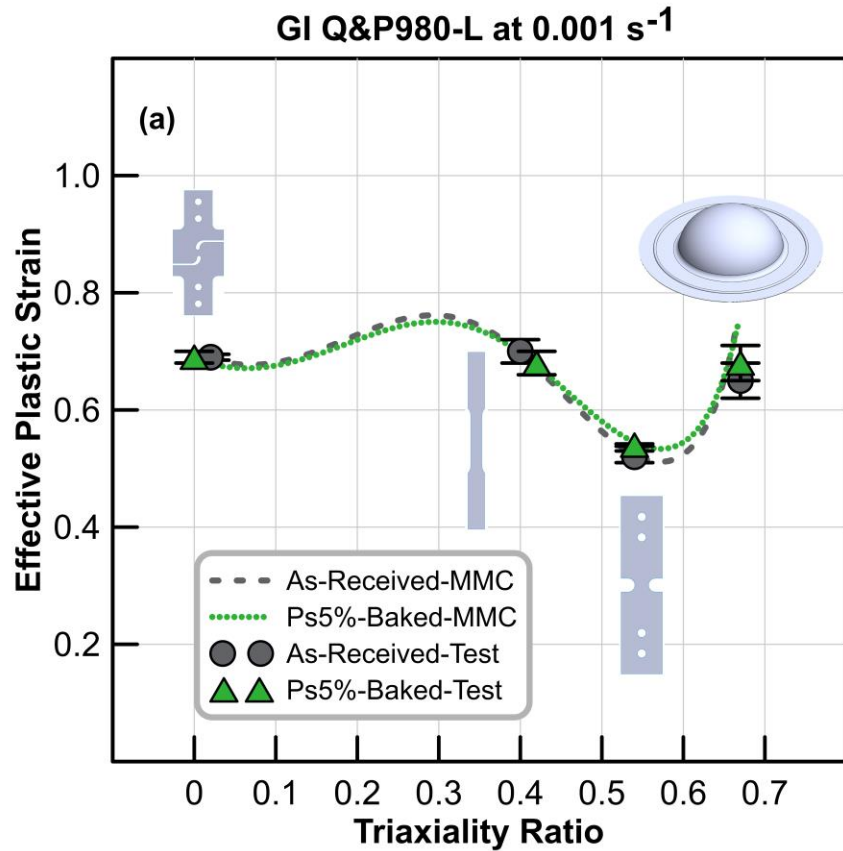 GI Q&P980-L at 0.001 s-1
(a)
1.0
0.8
0.6
0.4
0.2
Effective Plastic Strain
As-Received-MMC
Ps5%-Baked-MMC
As-Received-Test
Ps5%-Baked-Test
0 0.1 0.2 0.3 0.4 0.5 0.6 0.7
Triaxiality Ratio